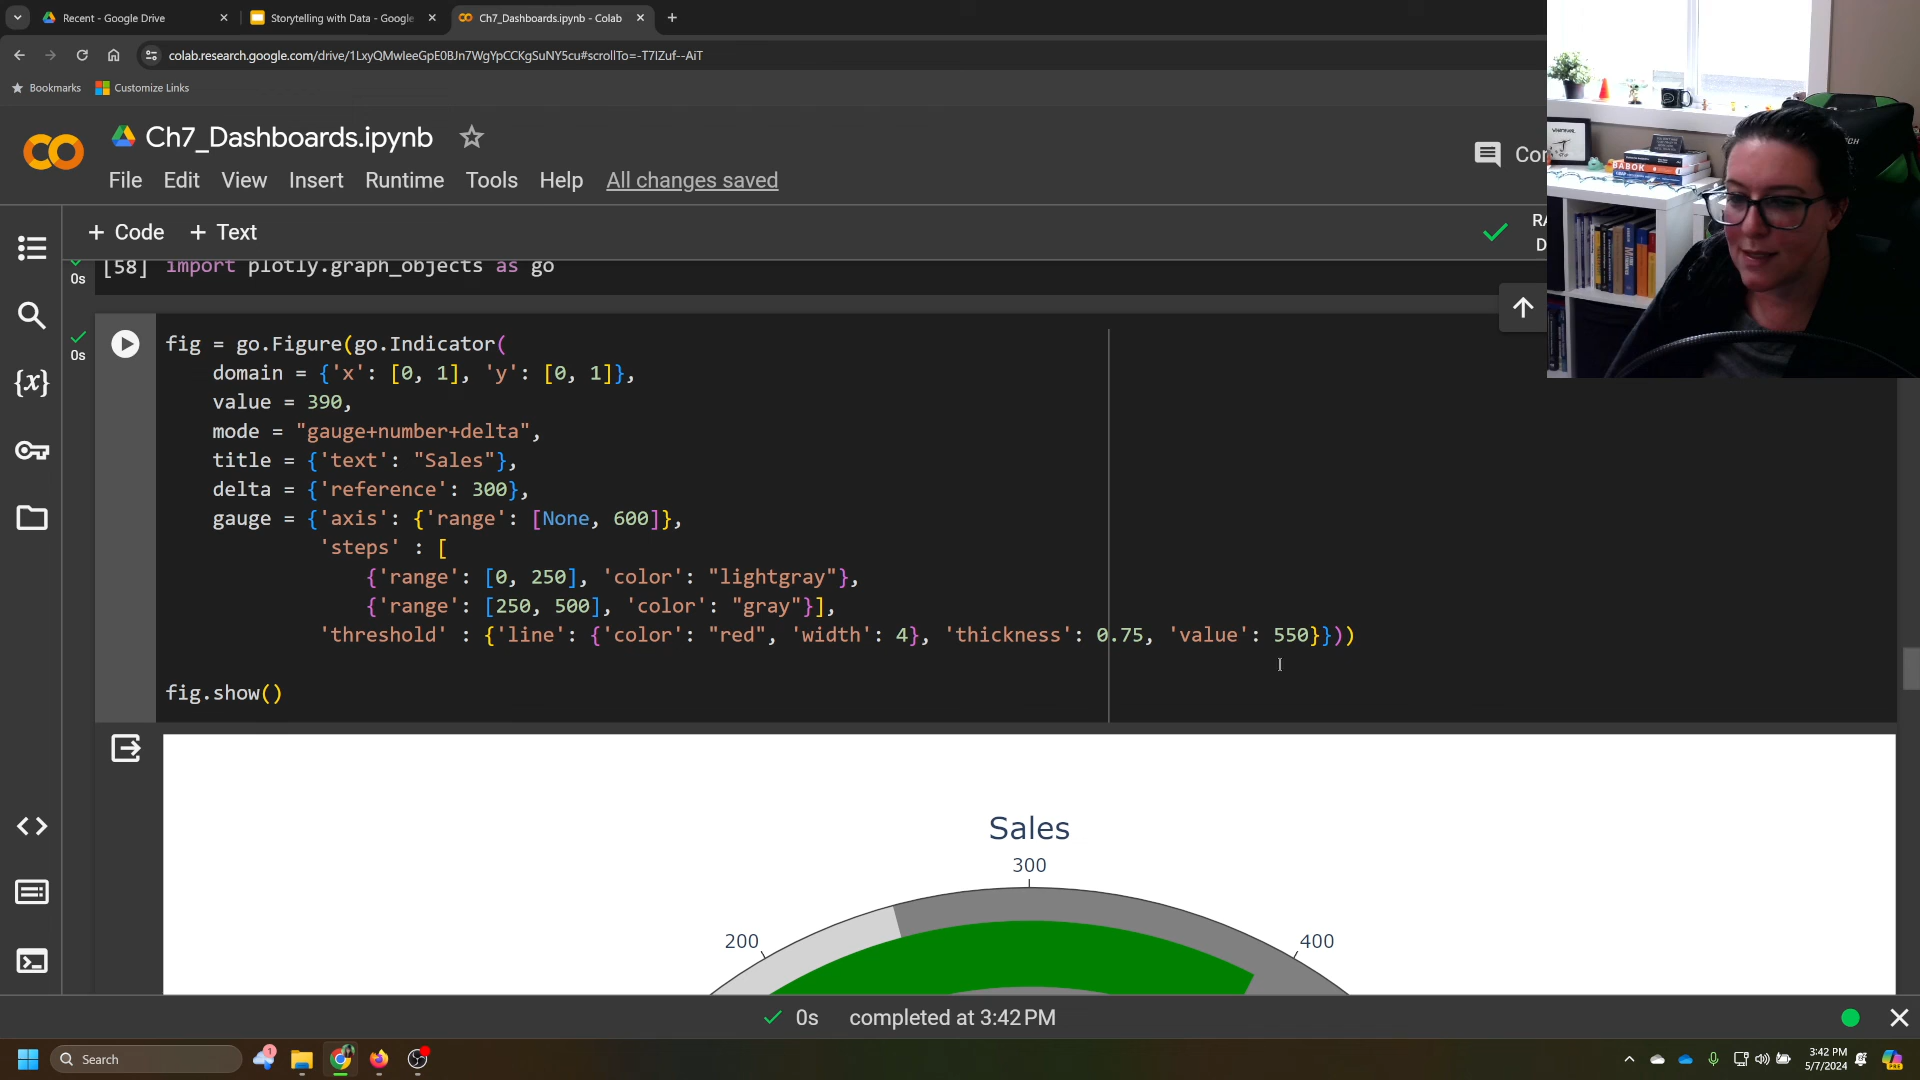 Recent - Google Drive
Storytelling with Data - Google
Ch7_Dashboards.ipynb - Colab
colab.research.google.com/drive/1LxyQMwIeeGpE0BJn7WgYpCCKgSuNY5cu#scrollTo=-T7IZuf--AiT
Bookmarks
Customize Links
Ch7_Dashboards.ipynb
File Edit View Insert Runtime Tools Help All changes saved
+ Code + Text
[58] import plotly.graph_objects as go
0s
0s
fig = go.Figure(go.Indicator(
domain = {'x': [0, 1], 'y': [0, 1]},
value = 390,
mode = "gauge+number+delta",
title = {'text': "Sales"},
delta = {'reference': 300},
gauge = {'axis': {'range': [None, 600]},
'steps' : [
{'range': [0, 250], 'color': "lightgray"},
{'range': [250, 500], 'color': "gray"}],
'threshold' : {'line': {'color': "red", 'width': 4}, 'thickness': 0.75, 'value': 550}}))
fig.show()
{x}
Sales
300
200
400
0s completed at 3:42 PM
Search
3:42 PM
5/7/2024
BABOK